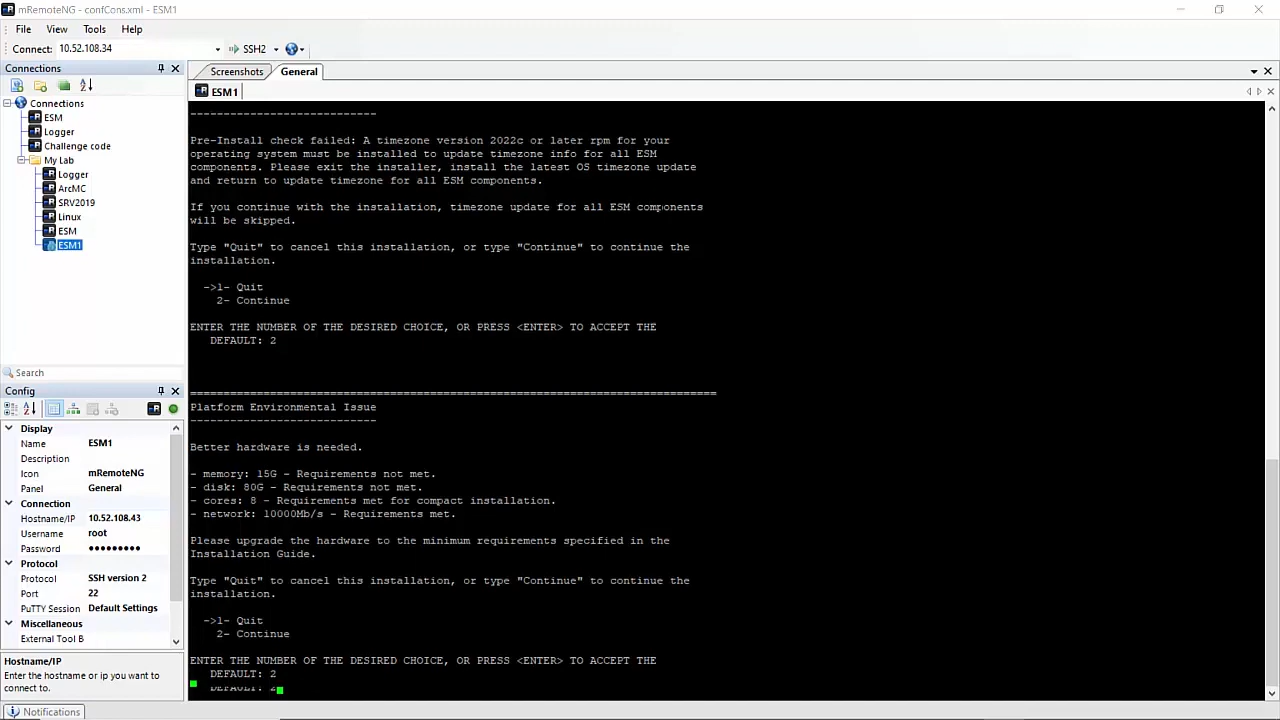 mRemoteNG - confCons.xml - ESM1
File View Tools Help
Connect: 10.52.108.34 SSH2
Connections
Connections
ESM
Logger
Challenge code
My Lab
Logger
ArcMC
SRV2019
Linux
ESM
ESM1
Search
Config
Display
Name ESM1
Description
Icon mRemoteNG
Panel General
Connection
Hostname/IP 10.52.108.43
Username root
Password ●●●●●●●●●
Protocol
Protocol SSH version 2
Port 22
PuTTY Session Default Settings
Miscellaneous
External Tool B
Hostname/IP
Enter the hostname or ip you want to
connect to.
Notifications
Screenshots General
ESM1
----------------------------
Pre-Install check failed: A timezone version 2022c or later rpm for your
operating system must be installed to update timezone info for all ESM
components. Please exit the installer, install the latest OS timezone update
and return to update timezone for all ESM components.
If you continue with the installation, timezone update for all ESM components
will be skipped.
Type "Quit" to cancel this installation, or type "Continue" to continue the
installation.
->1- Quit
2- Continue
ENTER THE NUMBER OF THE DESIRED CHOICE, OR PRESS <ENTER> TO ACCEPT THE
DEFAULT: 2
===============================================================================
Platform Environmental Issue
----------------------------
Better hardware is needed.
- memory: 15G - Requirements not met.
- disk: 80G - Requirements not met.
- cores: 8 - Requirements met for compact installation.
- network: 10000Mb/s - Requirements met.
Please upgrade the hardware to the minimum requirements specified in the
Installation Guide.
Type "Quit" to cancel this installation, or type "Continue" to continue the
installation.
->1- Quit
2- Continue
ENTER THE NUMBER OF THE DESIRED CHOICE, OR PRESS <ENTER> TO ACCEPT THE
DEFAULT: 2
DEFAULT: 2